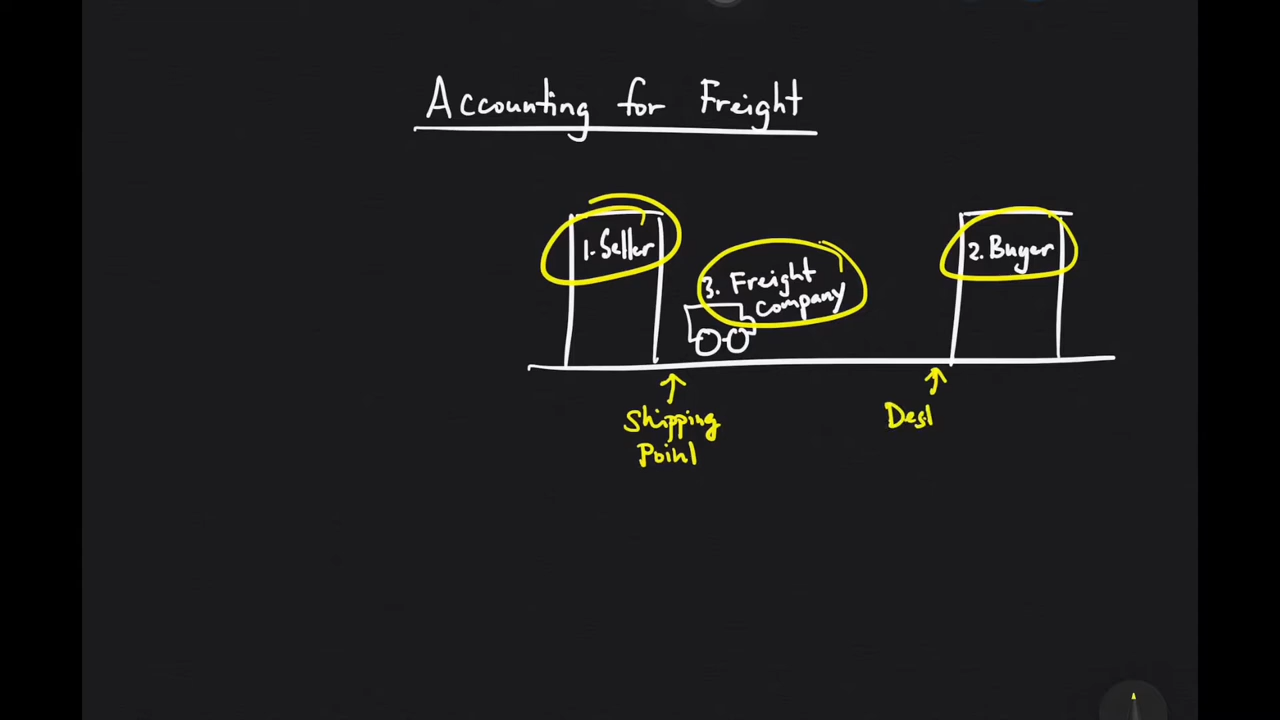 Accounting for Freight
1. Seller
2. Buyer
3. Freight
company
Shipping
Point
Dest